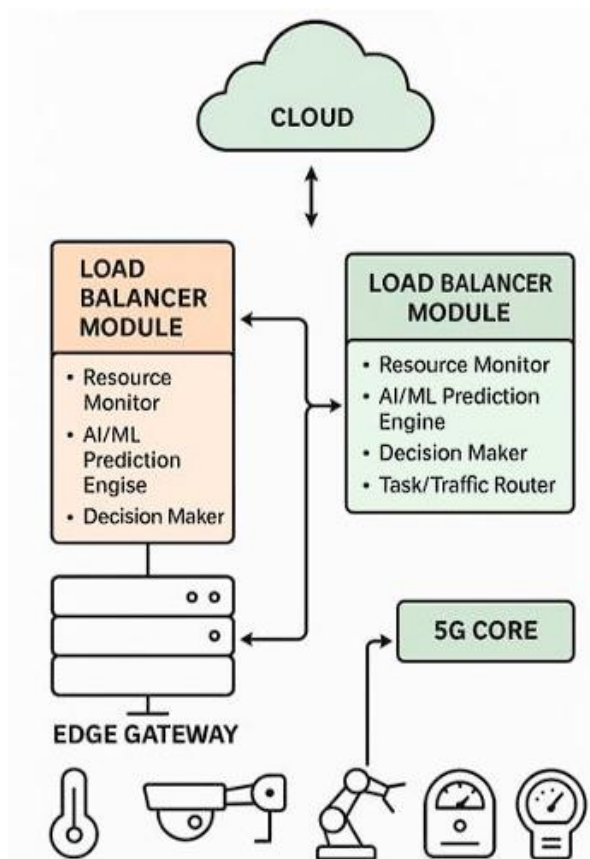 CLOUD
LOAD
BALANCER
MODULE
• Resource
Monitor
• AI/ML
Prediction
Engise
• Decision Maker
LOAD BALANCER
MODULE
• Resource Monitor
• AI/ML Prediction
Engine
• Decision Maker
• Task/Traffic Router
5G CORE
EDGE GATEWAY